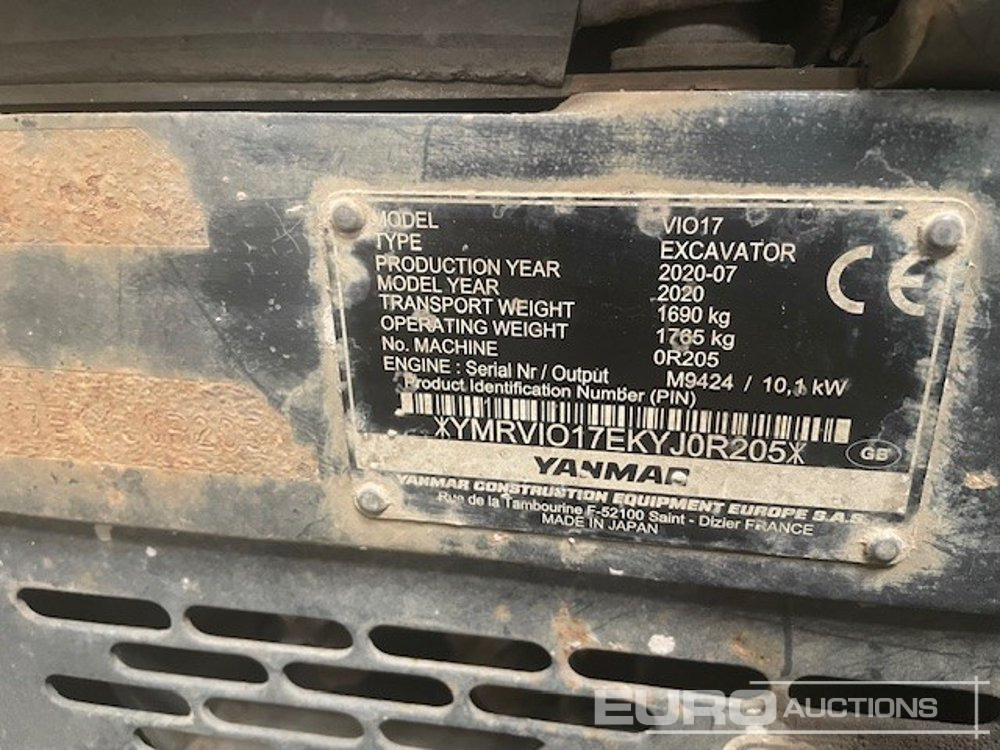 MODEL VIO17
TYPE EXCAVATOR
PRODUCTION YEAR 2020-07
MODEL YEAR 2020
TRANSPORT WEIGHT 1690 kg
OPERATING WEIGHT 1765 kg
No. MACHINE 0R205
ENGINE : Serial Nr / Output M9424 / 10,1 kW
Product Identification Number (PIN)
*YMRVIO17EKYJ0R205*
CE
GB
YANMAR
YANMAR CONSTRUCTION EQUIPMENT EUROPE S.A.S.
Rue de la Tambourine F-52100 Saint - Dizier FRANCE
MADE IN JAPAN
EURO AUCTIONS